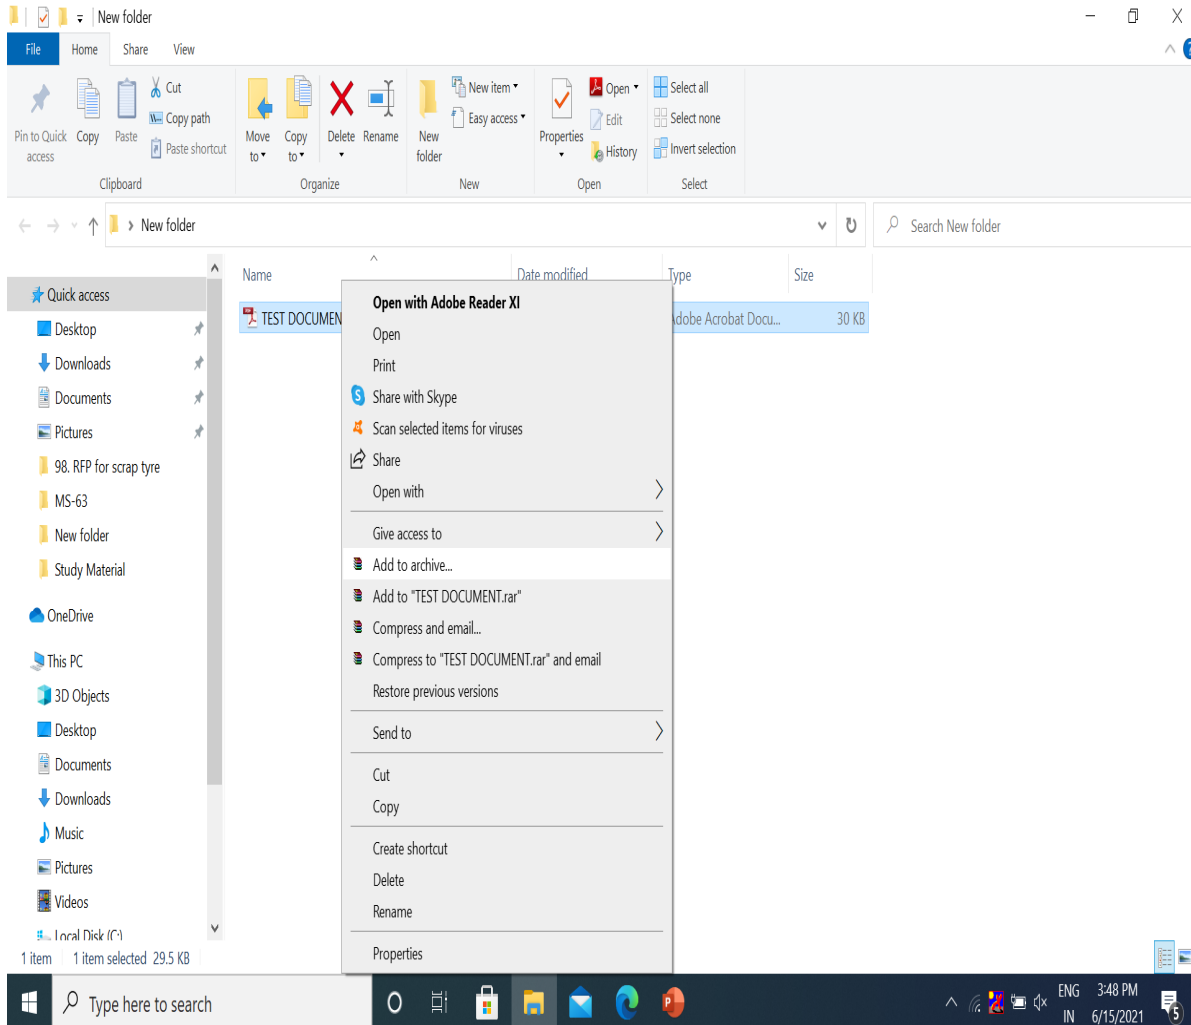 New folder
File Home Share View
Pin to Quick access
Copy
Paste
Cut
Copy path
Paste shortcut
Clipboard
Move to
Copy to
Delete
Rename
Organize
New folder
New item
Easy access
New
Properties
Open
Edit
History
Open
Select all
Select none
Invert selection
Select
New folder
Search New folder
Name Date modified Type Size
TEST DOCUMEN Adobe Acrobat Docu... 30 KB
Quick access
Desktop
Downloads
Documents
Pictures
98. RFP for scrap tyre
MS-63
New folder
Study Material
OneDrive
This PC
3D Objects
Desktop
Documents
Downloads
Music
Pictures
Videos
Local Disk (C:)
Open with Adobe Reader XI
Open
Print
Share with Skype
Scan selected items for viruses
Share
Open with
Give access to
Add to archive...
Add to "TEST DOCUMENT.rar"
Compress and email...
Compress to "TEST DOCUMENT.rar" and email
Restore previous versions
Send to
Cut
Copy
Create shortcut
Delete
Rename
Properties
1 item 1 item selected 29.5 KB
Type here to search
ENG
IN
3:48 PM
6/15/2021
5